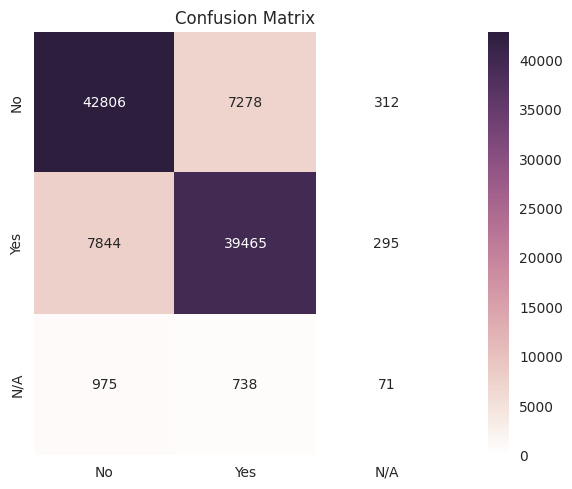 Confusion Matrix
No 42806 7278 312
Yes 7844 39465 295
N/A 975 738 71
No Yes N/A
40000
35000
30000
25000
20000
15000
10000
5000
0